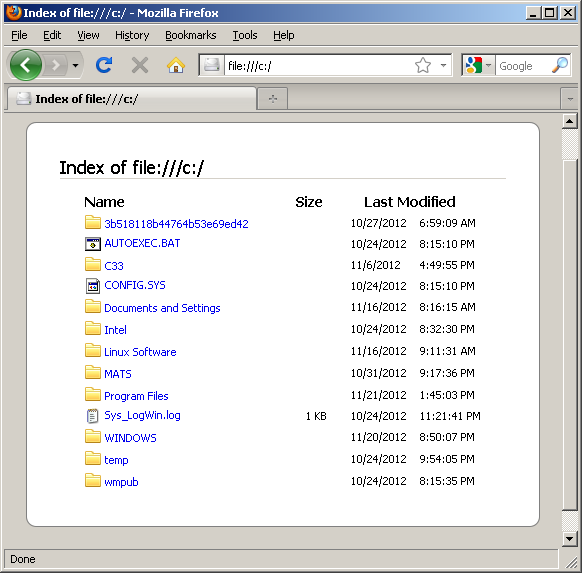 Index of file:///c:/ - Mozilla Firefox
File Edit View History Bookmarks Tools Help
file:///c:/ Google
Index of file:///c:/
Index of file:///c:/
Name Size Last Modified
3b518118b44764b53e69ed42 10/27/2012 6:59:09 AM
AUTOEXEC.BAT 10/24/2012 8:15:10 PM
C33 11/6/2012 4:49:55 PM
CONFIG.SYS 10/24/2012 8:15:10 PM
Documents and Settings 11/16/2012 8:16:15 AM
Intel 10/24/2012 8:32:30 PM
Linux Software 11/16/2012 9:11:31 AM
MATS 10/31/2012 9:17:36 PM
Program Files 11/21/2012 1:45:03 PM
Sys_LogWin.log 1 KB 10/24/2012 11:21:41 PM
WINDOWS 11/20/2012 8:50:07 PM
temp 10/24/2012 9:54:05 PM
wmpub 10/24/2012 8:15:35 PM
Done